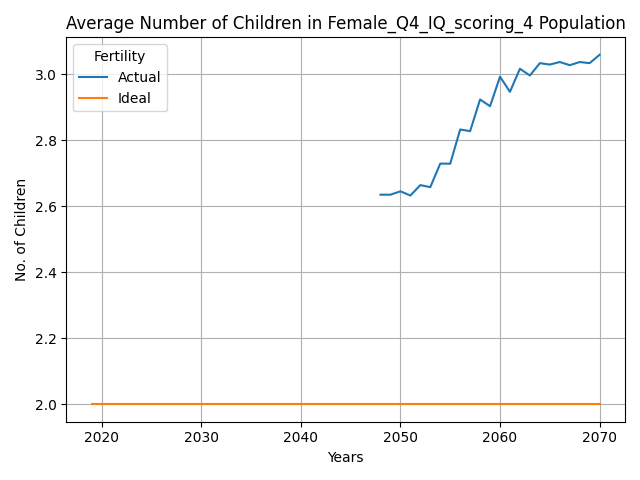 Average Number of Children in Female_Q4_IQ_scoring_4 Population
Fertility
Actual
Ideal
3.0
2.8
2.6
2.4
2.2
2.0
No. of Children
2020 2030 2040 2050 2060 2070
Years